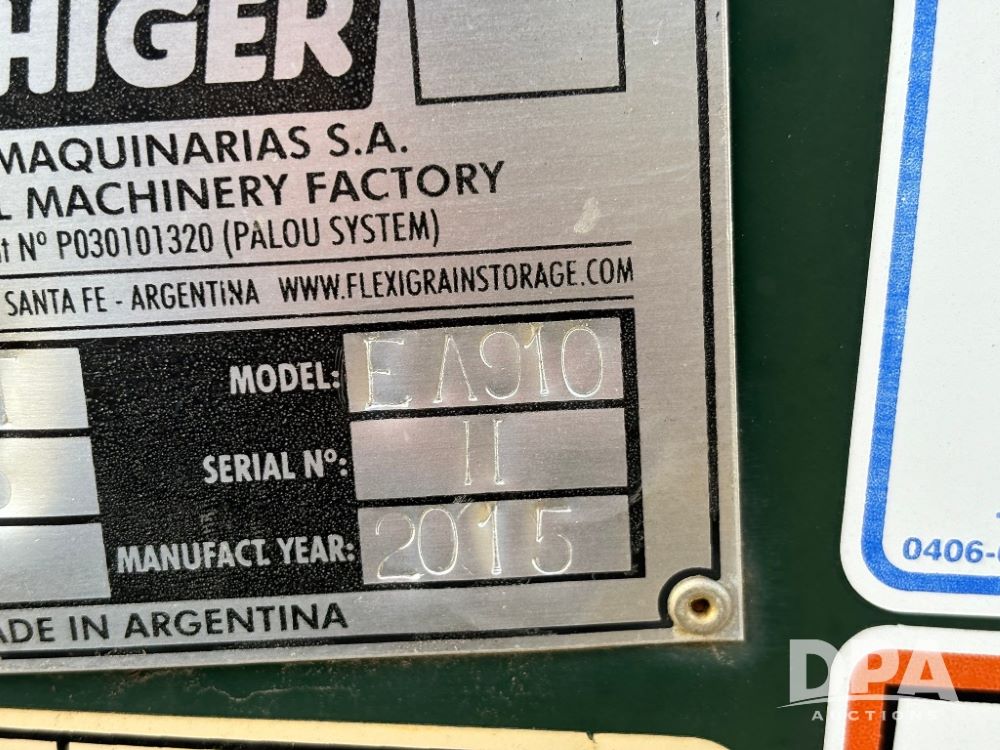 HIGER
MAQUINARIAS S.A.
L MACHINERY FACTORY
t Nº P030101320 (PALOU SYSTEM)
SANTA FE - ARGENTINA WWW.FLEXIGRAINSTORAGE.COM
MODEL: EA910
SERIAL Nº: 11
MANUFACT. YEAR: 2015
ADE IN ARGENTINA
0406-
DPA
AUCTIONS